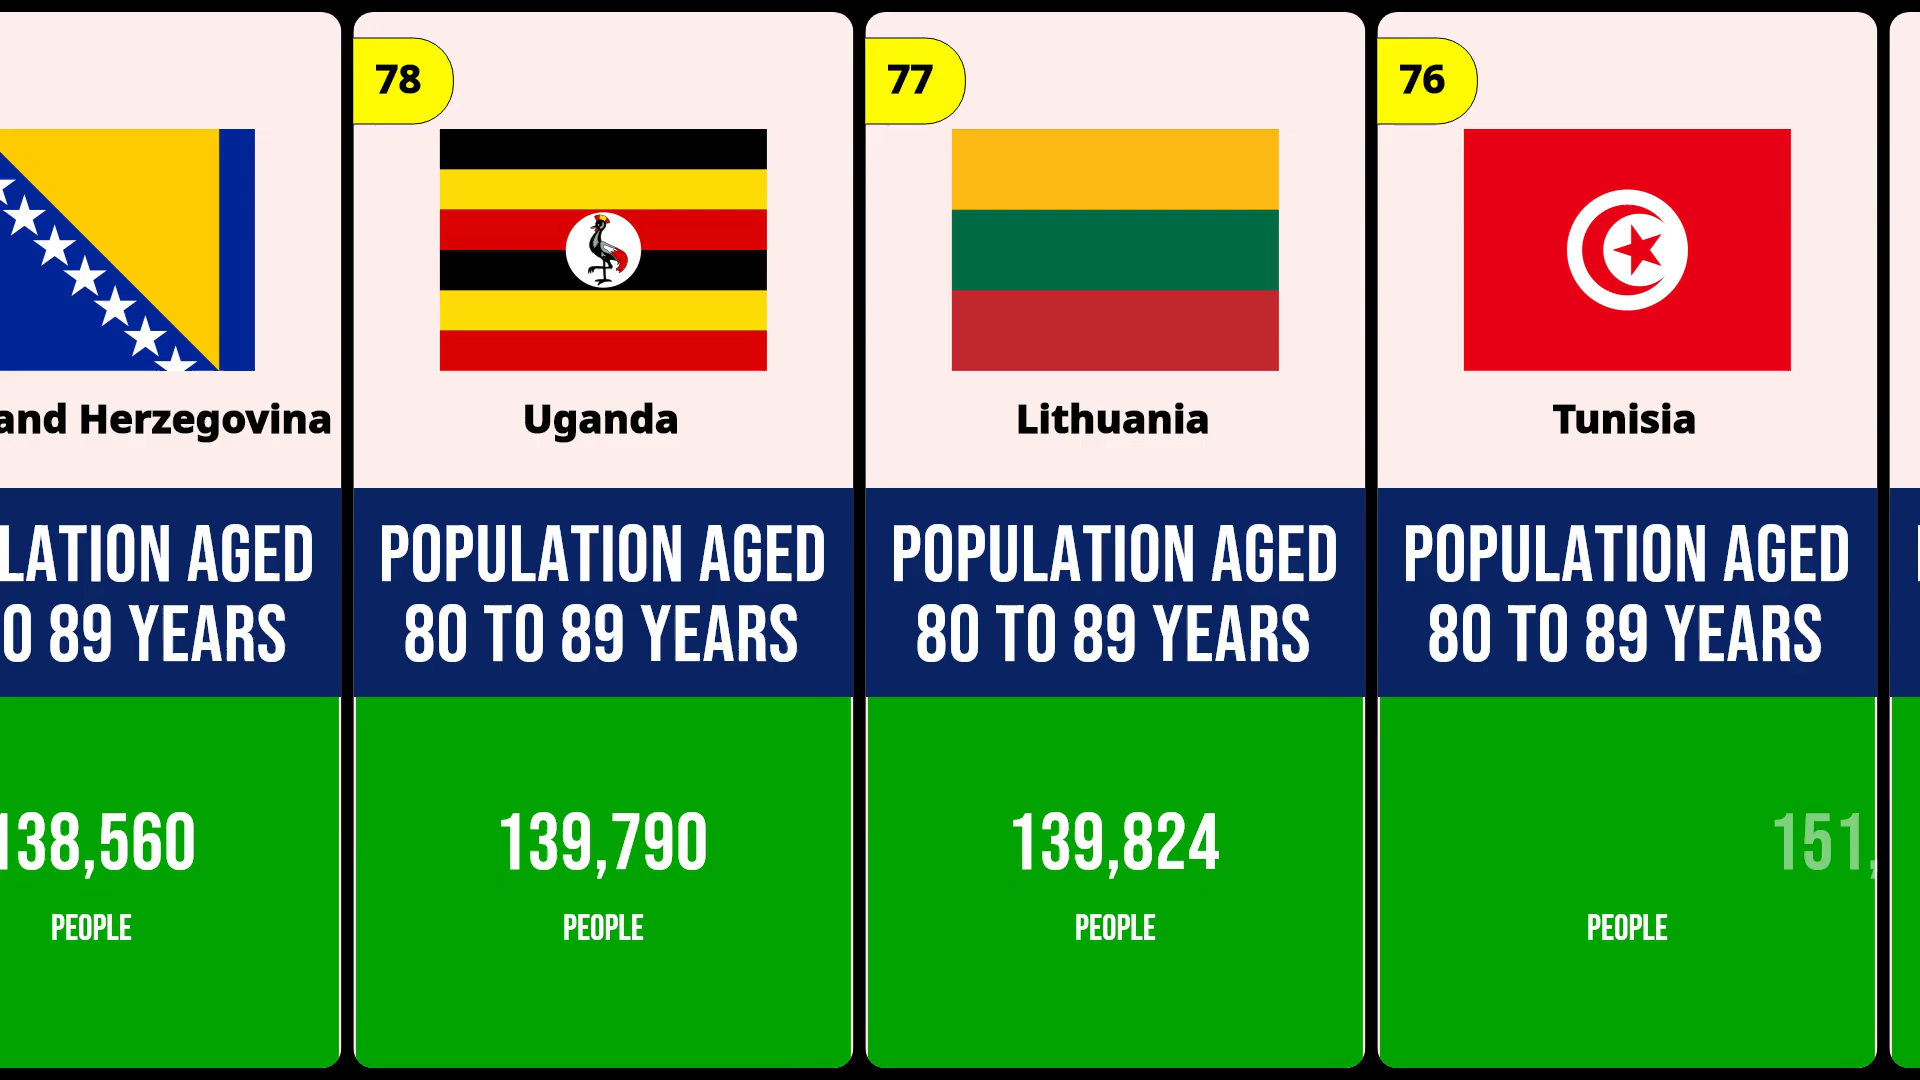 and Herzegovina
LATION AGED
0 89 YEARS
138,560
PEOPLE
78
Uganda
POPULATION AGED
80 TO 89 YEARS
139,790
PEOPLE
77
Lithuania
POPULATION AGED
80 TO 89 YEARS
139,824
PEOPLE
76
Tunisia
POPULATION AGED
80 TO 89 YEARS
151,
PEOPLE